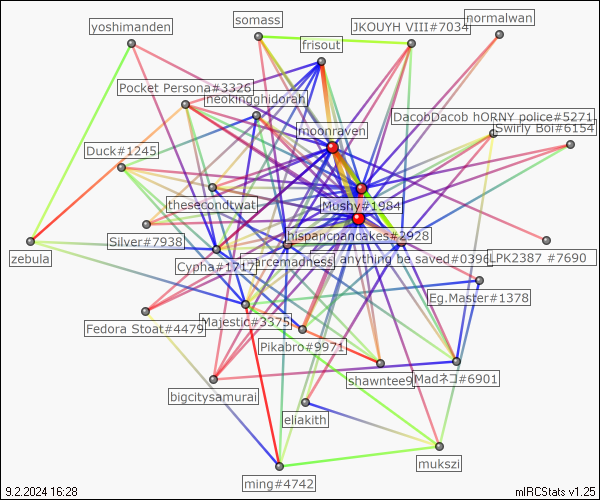 normalwan
somass
JKOUYH VIII#7034
yoshimanden
frisout
Pocket Persona#3326
neokingghidorah
DacobDacob hORNY police#5271
Swirly Boi#6154
moonraven
Duck#1245
thesecondtwat
Mushy#1984
hispancpancakes#2928
Silver#7938
zebula
Cypha#1717
arcemadness
anything be saved#0396
LPK2387 #7690
Eg.Master#1378
Fedora Stoat#4479
Majestic#3375
Pikabro#9971
shawntee9
Madネコ#6901
bigcitysamurai
eliakith
mukszi
ming#4742
9.2.2024 16:28
mIRCStats v1.25